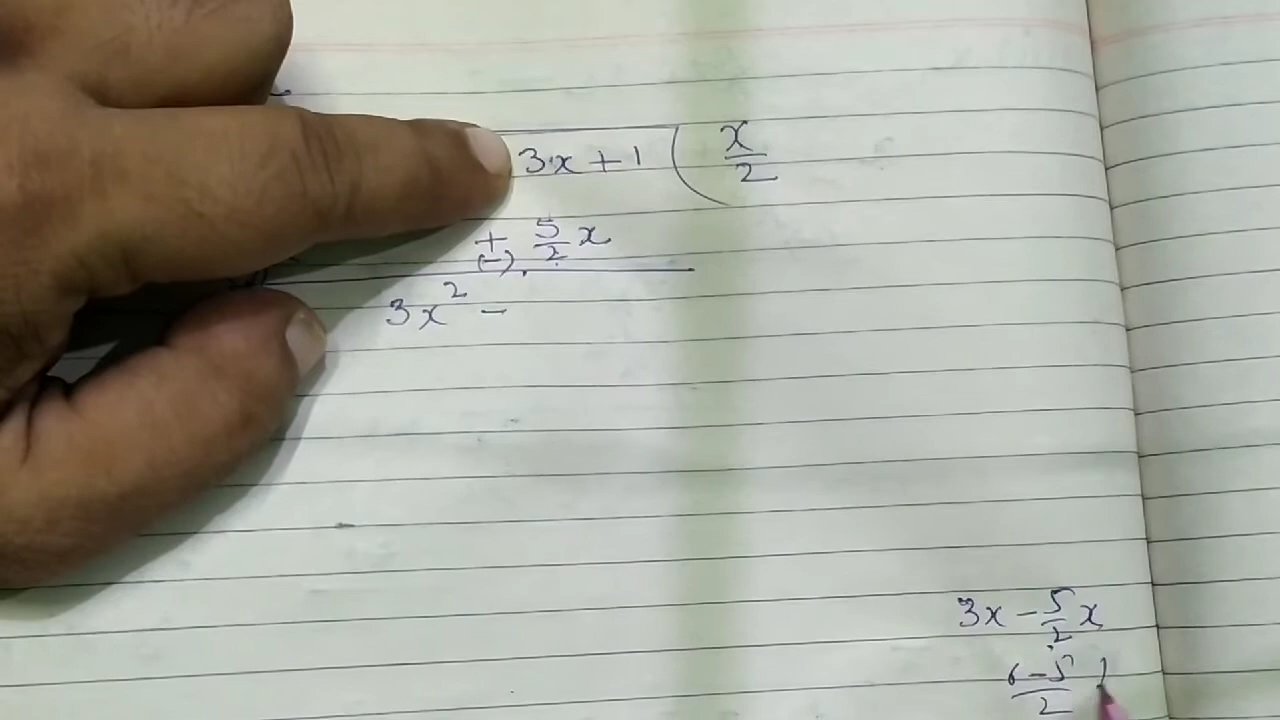 3x + 1 ( x/2
+ 5/2 x
(-)
3x² -
3x - 5/2 x
6-5/2